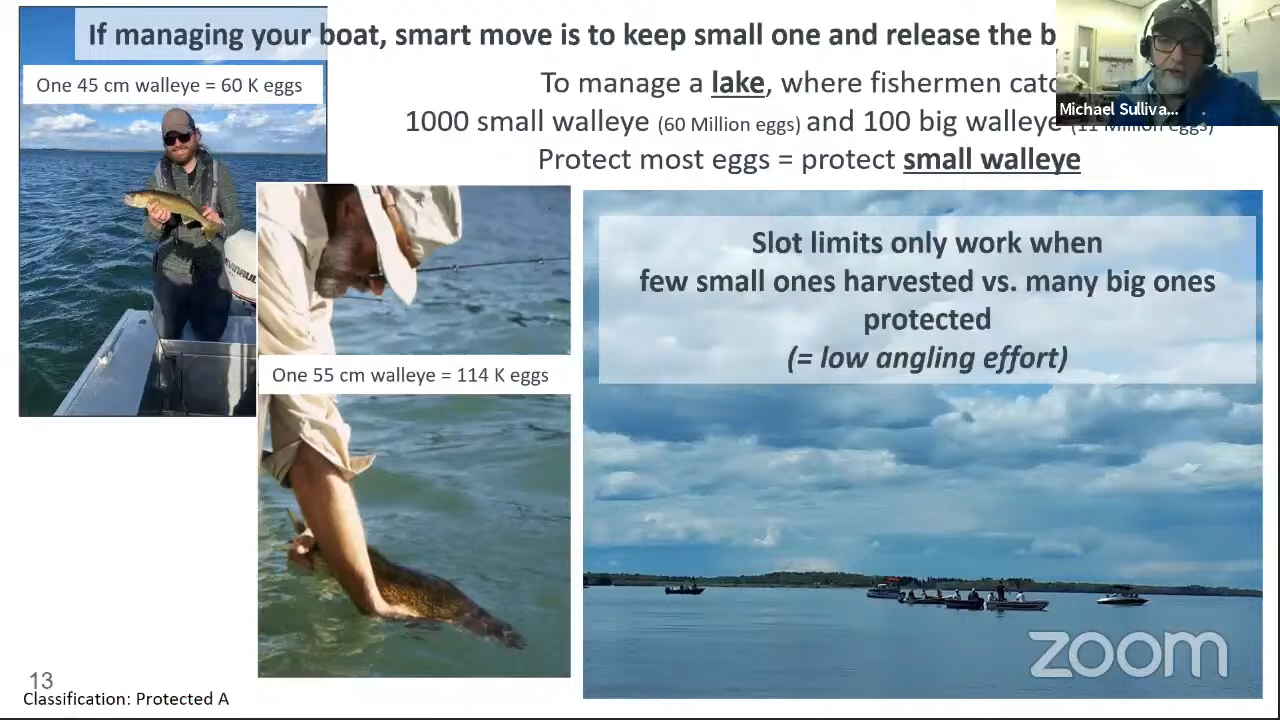 If managing your boat, smart move is to keep small one and release the b
One 45 cm walleye = 60 K eggs
To manage a lake, where fishermen catc
1000 small walleye (60 Million eggs) and 100 big walleye (11 Million eggs)
Protect most eggs = protect small walleye
Michael Sulliva...
One 55 cm walleye = 114 K eggs
Slot limits only work when
few small ones harvested vs. many big ones
protected
(= low angling effort)
zoom
13
Classification: Protected A